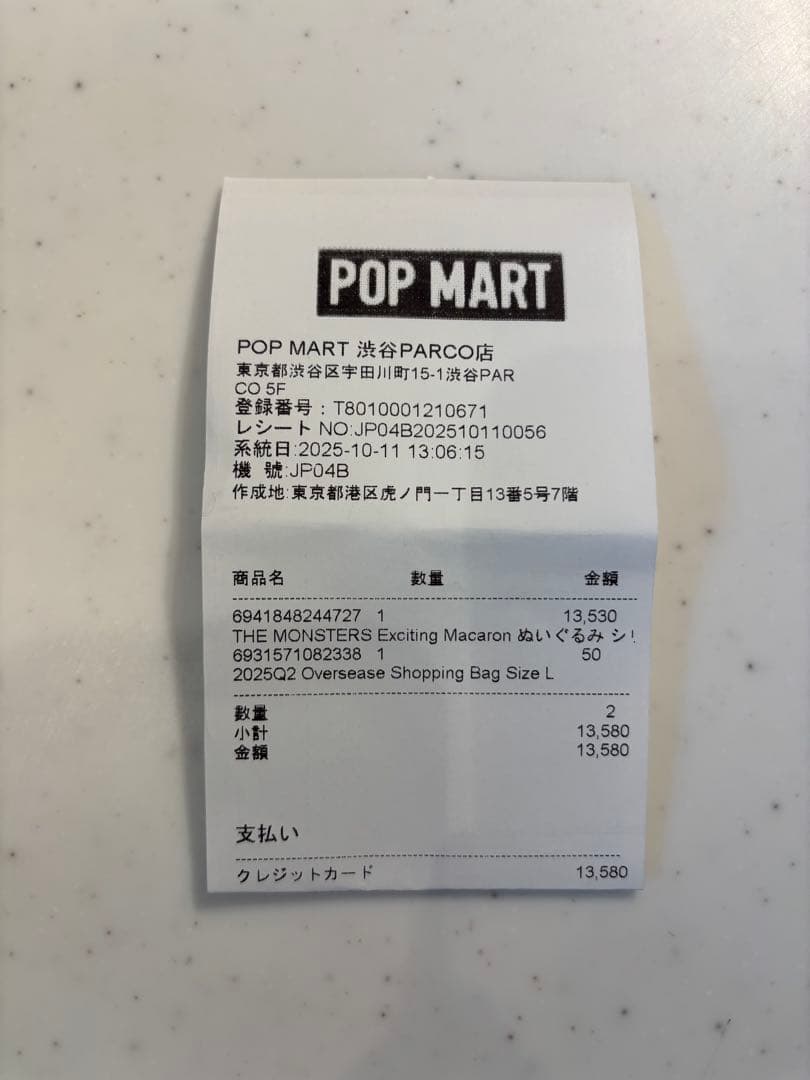 POP MART
POP MART 渋谷PARCO店
東京都渋谷区宇田川町15-1渋谷PAR
CO 5F
登録番号：T8010001210671
レシート NO:JP04B202510110056
系統日:2025-10-11 13:06:15
機 號:JP04B
作成地:東京都港区虎ノ門一丁目13番5号7階
商品名 數量 金額
6941848244727 1 13,530
THE MONSTERS Exciting Macaron ぬいぐるみ シリ
6931571082338 1 50
2025Q2 Oversease Shopping Bag Size L
數量 2
小計 13,580
金額 13,580
支払い
クレジットカード 13,580